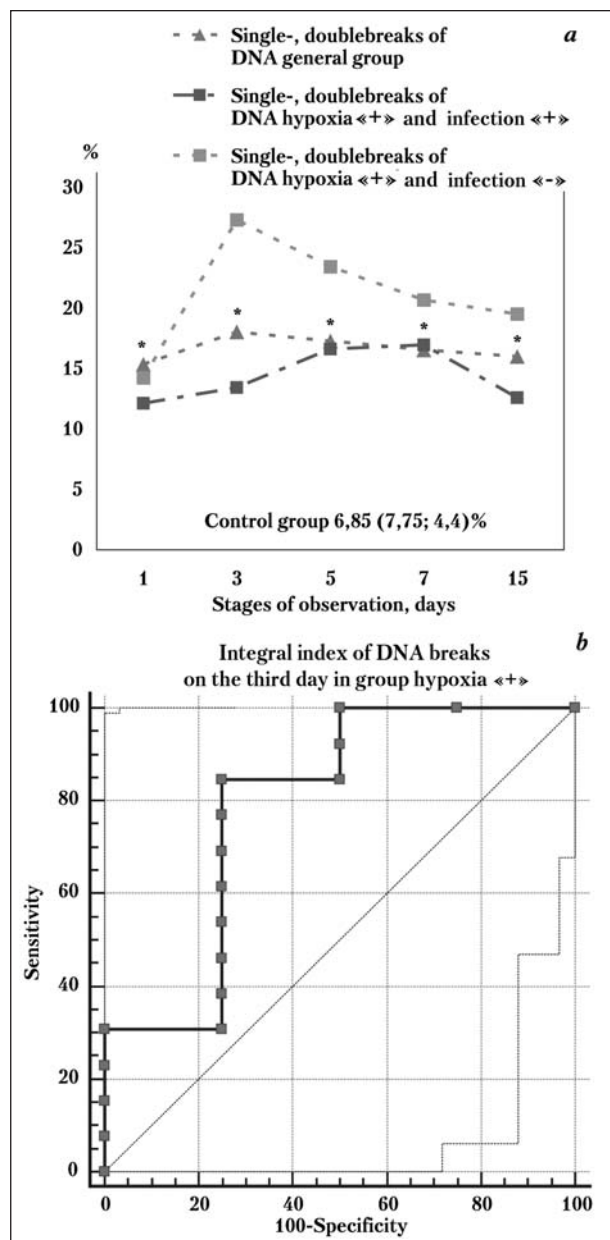 a
Single-, doublebreaks of
DNA general group
Single-, doublebreaks of
DNA hypoxia «+» and infection «+»
Single-, doublebreaks of
DNA hypoxia «+» and infection «-»
%
30
25
20
15
10
5
0
* * * * *
Control group 6,85 (7,75; 4,4)%
1 3 5 7 15
Stages of observation, days
b
Integral index of DNA breaks
on the third day in group hypoxia «+»
100
80
60
40
20
0
Sensitivity
0 20 40 60 80 100
100-Specificity